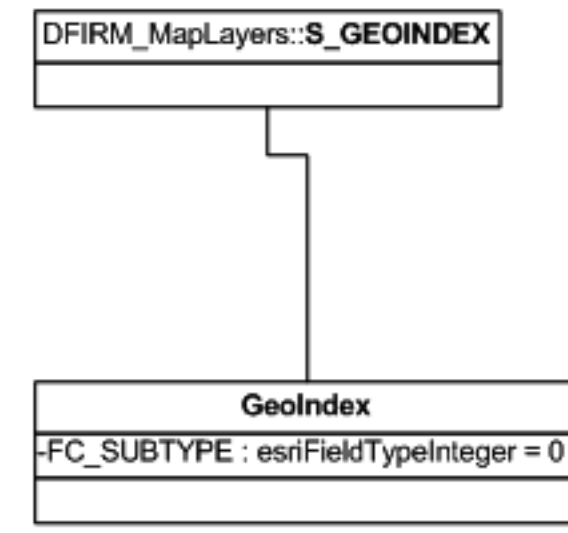 DFIRM_MapLayers::S_GEOINDEX
GeoIndex
-FC_SUBTYPE : esriFieldTypeInteger = 0